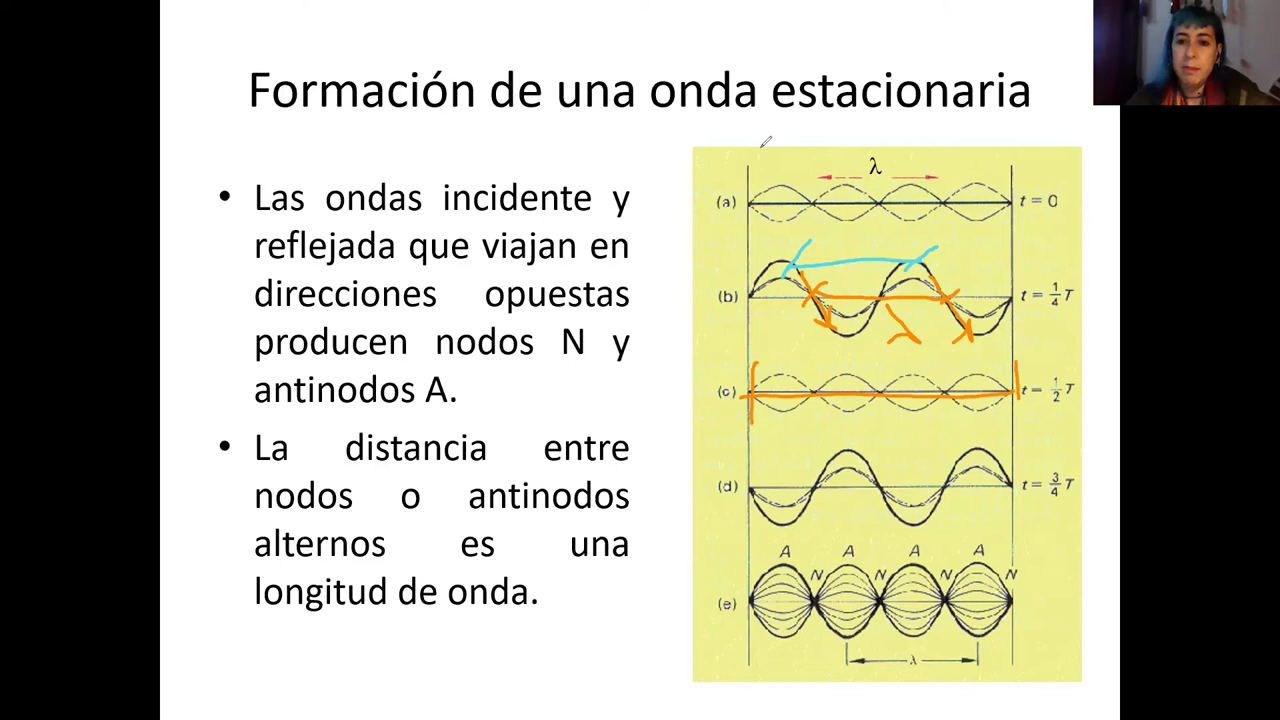 Formación de una onda estacionaria
• Las ondas incidente y
reflejada que viajan en
direcciones opuestas
producen nodos N y
antinodos A.
• La distancia entre
nodos o antinodos
alternos es una
longitud de onda.
λ
(a) t = 0
(b) t = 1/4 T
λ
(c) t = 1/2 T
(d) t = 3/4 T
A A A A
N N N N
(e)
λ